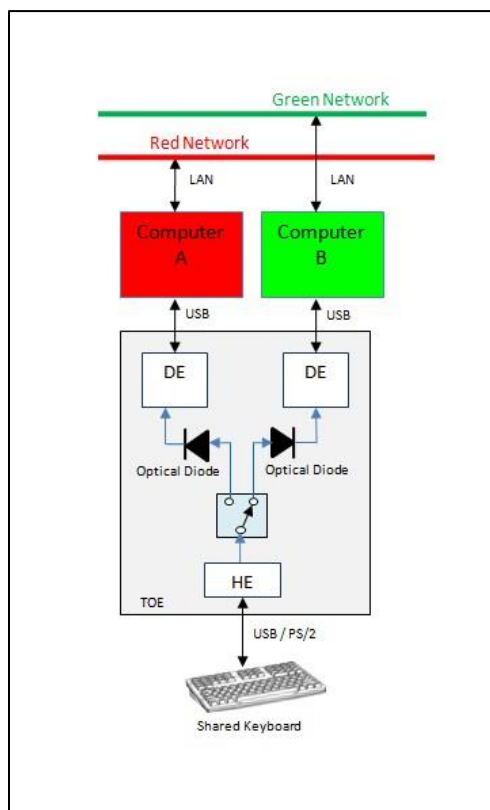 Green Network
Red Network
LAN
LAN
Computer
A
Computer
B
USB
USB
DE
DE
Optical Diode
Optical Diode
HE
TOE
USB / PS/2
Shared Keyboard